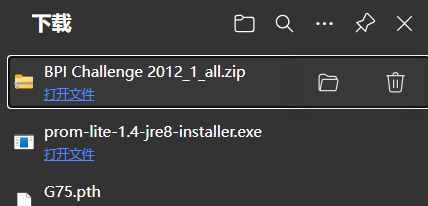 下载
BPI Challenge 2012_1_all.zip
打开文件
prom-lite-1.4-jre8-installer.exe
打开文件
G75.pth